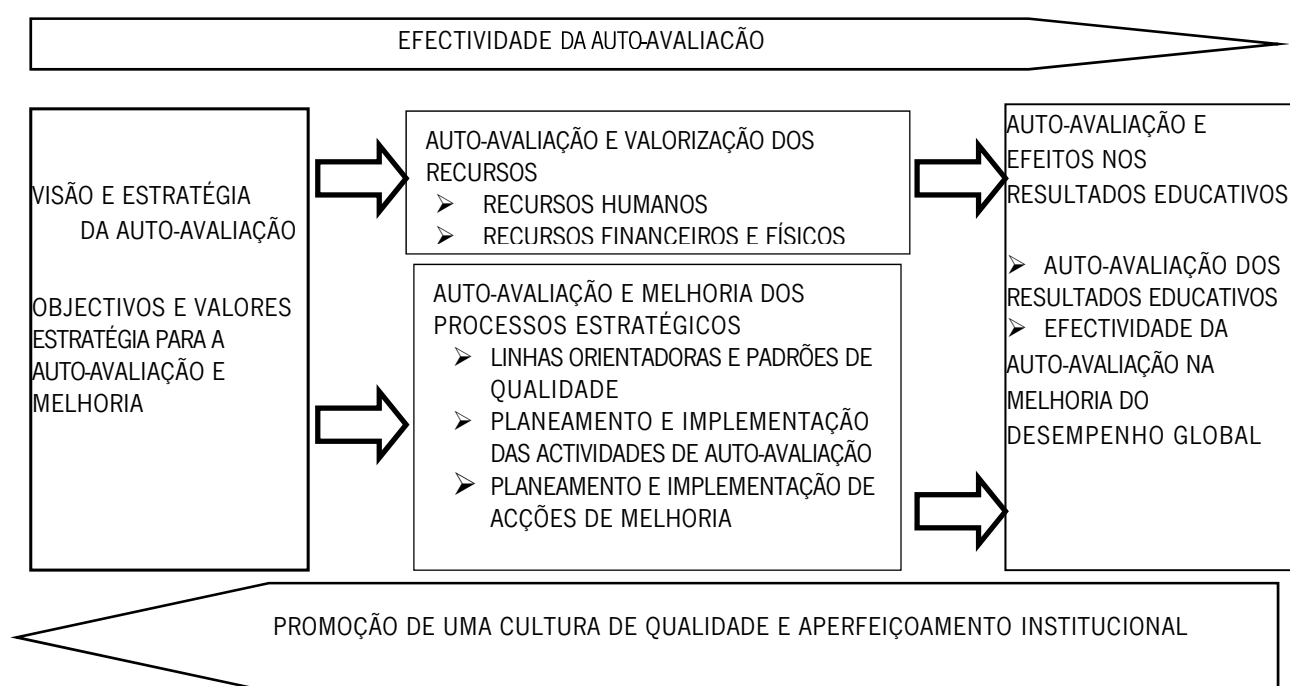 EFECTIVIDADE DA AUTO-AVALIACÃO
VISÃO E ESTRATÉGIA
DA AUTO-AVALIAÇÃO
OBJECTIVOS E VALORES
ESTRATÉGIA PARA A
AUTO-AVALIAÇÃO E
MELHORIA
AUTO-AVALIAÇÃO E VALORIZAÇÃO DOS
RECURSOS
➢ RECURSOS HUMANOS
➢ RECURSOS FINANCEIROS E FÍSICOS
AUTO-AVALIAÇÃO E MELHORIA DOS
PROCESSOS ESTRATÉGICOS
➢ LINHAS ORIENTADORAS E PADRÕES DE
QUALIDADE
➢ PLANEAMENTO E IMPLEMENTAÇÃO
DAS ACTIVIDADES DE AUTO-AVALIAÇÃO
➢ PLANEAMENTO E IMPLEMENTAÇÃO DE
ACÇÕES DE MELHORIA
AUTO-AVALIAÇÃO E
EFEITOS NOS
RESULTADOS EDUCATIVOS
➢ AUTO-AVALIAÇÃO DOS
RESULTADOS EDUCATIVOS
➢ EFECTIVIDADE DA
AUTO-AVALIAÇÃO NA
MELHORIA DO
DESEMPENHO GLOBAL
PROMOÇÃO DE UMA CULTURA DE QUALIDADE E APERFEIÇOAMENTO INSTITUCIONAL